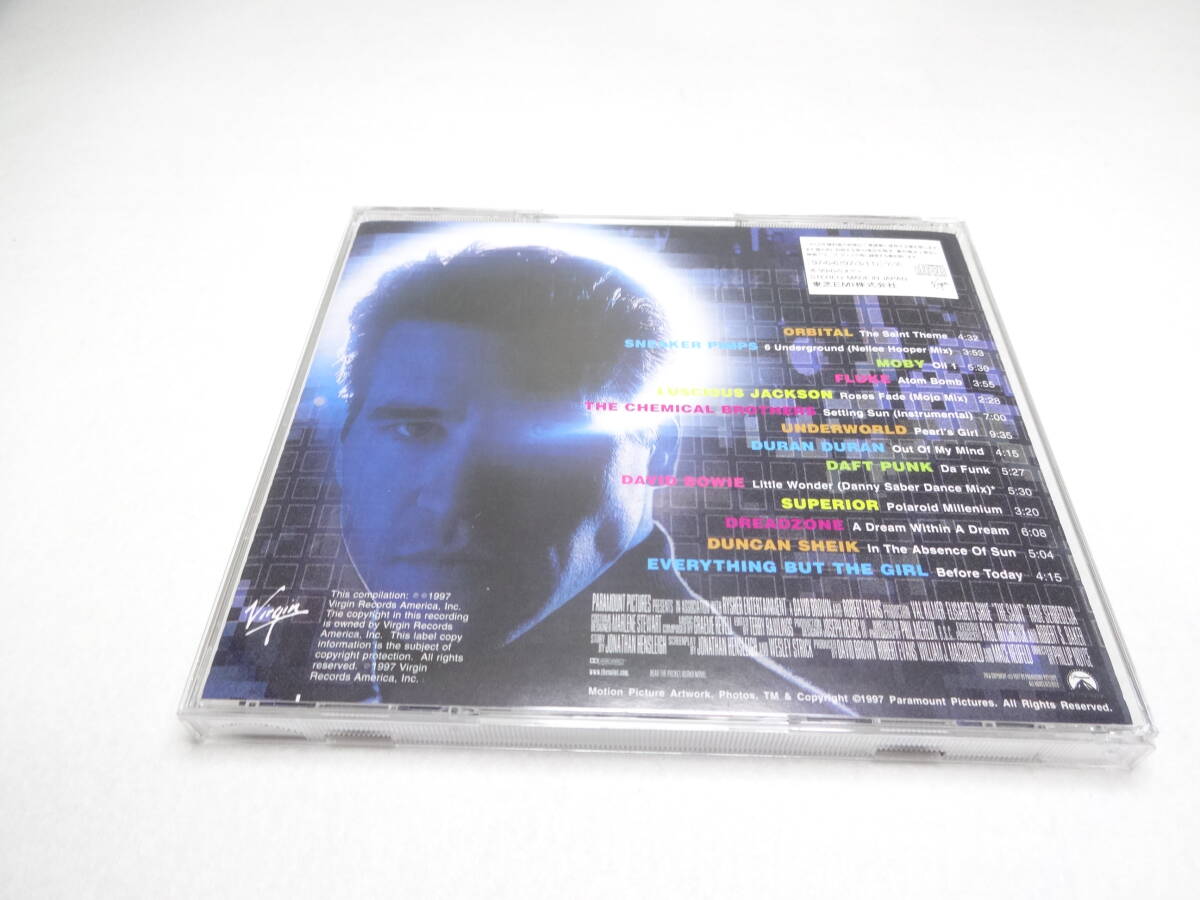 STEREO/MADE IN JAPAN
東芝EMI株式会社
ORBITAL The Saint Theme 4:32
SNEAKER PIMPS 6 Underground (Nellee Hooper Mix) 3:53
MOBY Oil 1 5:30
FLUKE Atom Bomb 3:55
LUSCIOUS JACKSON Roses Fade (Mojo Mix) 2:28
THE CHEMICAL BROTHERS Setting Sun (Instrumental) 7:00
UNDERWORLD Pearl's Girl 9:35
DURAN DURAN Out Of My Mind 4:15
DAFT PUNK Da Funk 5:27
DAVID BOWIE Little Wonder (Danny Saber Dance Mix)* 5:30
SUPERIOR Polaroid Millenium 3:20
DREADZONE A Dream Within A Dream 6:08
DUNCAN SHEIK In The Absence Of Sun 5:04
EVERYTHING BUT THE GIRL Before Today 4:15
Virgin
This compilation: ℗©1997
Virgin Records America, Inc.
The copyright in this recording
is owned by Virgin Records
America, Inc. This label copy
information is the subject of
copyright protection. All rights
reserved. ©1997 Virgin
Records America, Inc.
PARAMOUNT PICTURES
Motion Picture Artwork, Photos, TM & Copyright ©1997 Paramount Pictures. All Rights Reserved.